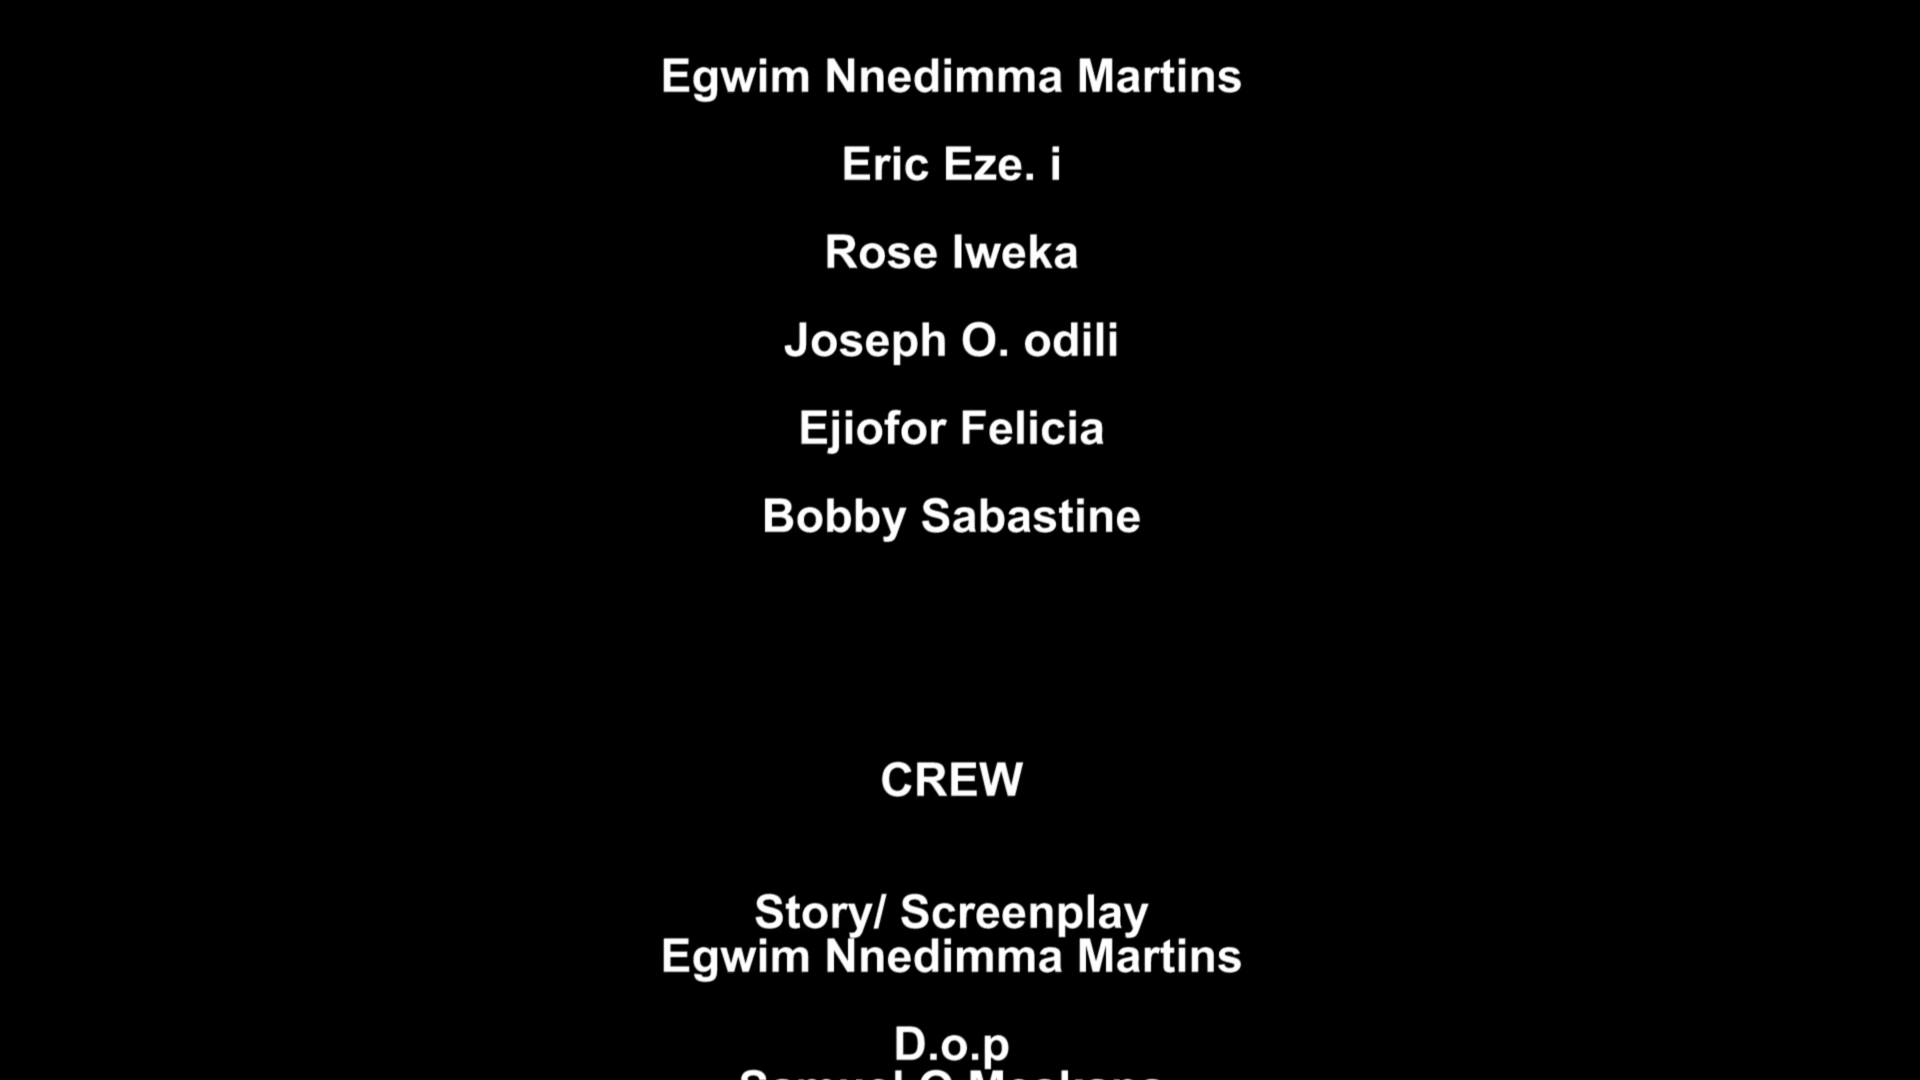 Egwim Nnedimma Martins
Eric Eze. i
Rose Iweka
Joseph O. odili
Ejiofor Felicia
Bobby Sabastine
CREW
Story/ Screenplay
Egwim Nnedimma Martins
D.o.p
Samuel O